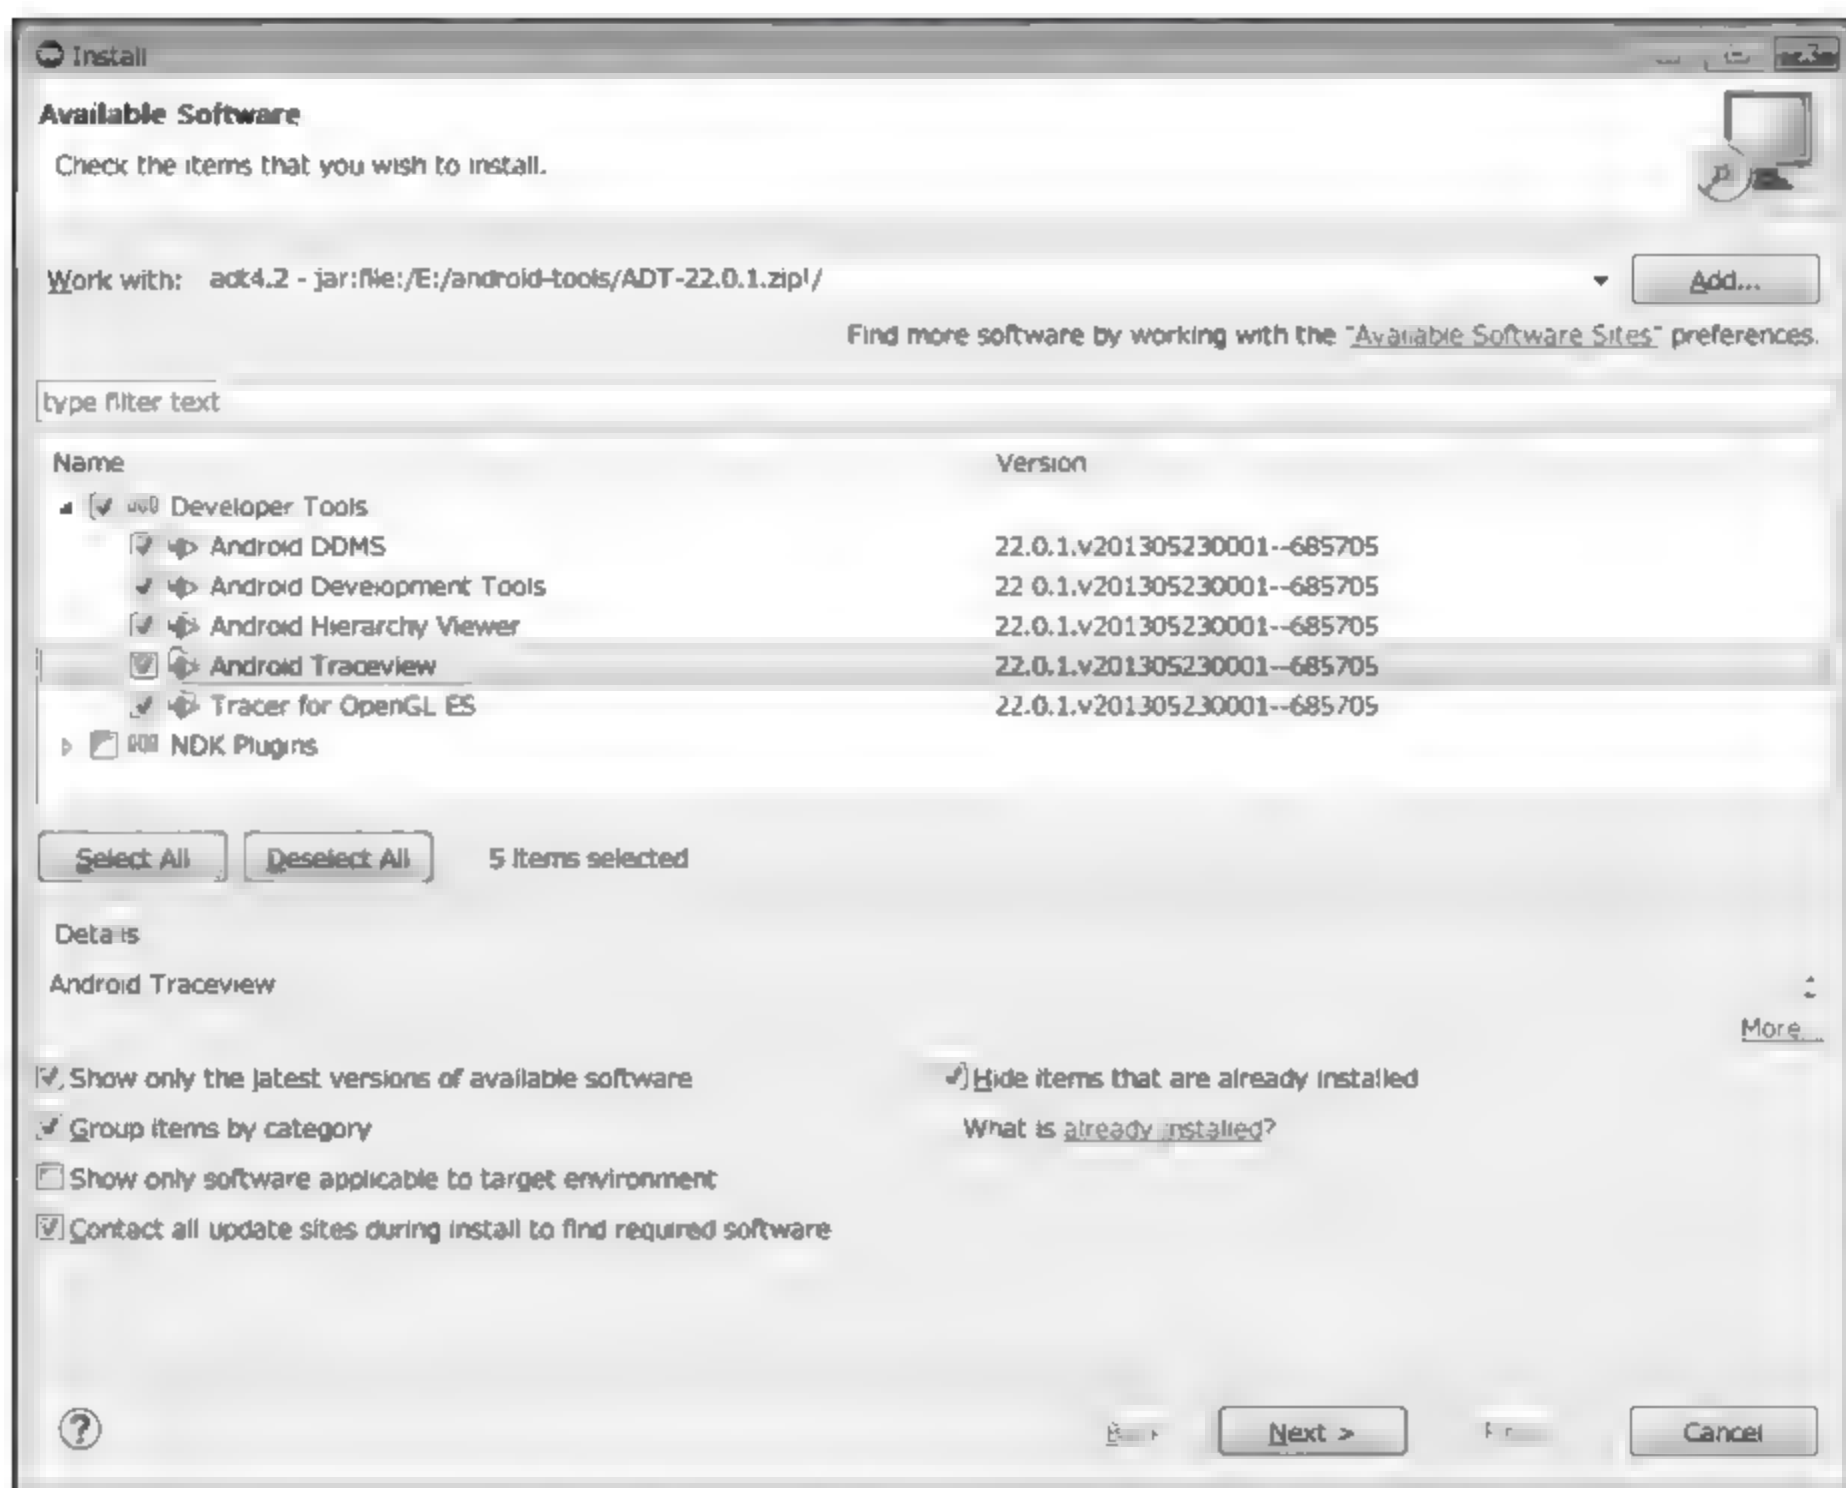 Install
Available Software
Check the items that you wish to install.
Work with: adt4.2 - jar:file:/E:/android-tools/ADT-22.0.1.zip!/ Add...
Find more software by working with the "Available Software Sites" preferences.
type filter text
Name Version
Developer Tools
Android DDMS 22.0.1.v201305230001--685705
Android Development Tools 22.0.1.v201305230001--685705
Android Hierarchy Viewer 22.0.1.v201305230001--685705
Android Traceview 22.0.1.v201305230001--685705
Tracer for OpenGL ES 22.0.1.v201305230001--685705
NDK Plugins
Select All Deselect All 5 items selected
Details
Android Traceview
More...
Show only the latest versions of available software Hide items that are already installed
Group items by category What is already installed?
Show only software applicable to target environment
Contact all update sites during install to find required software
Next > Cancel